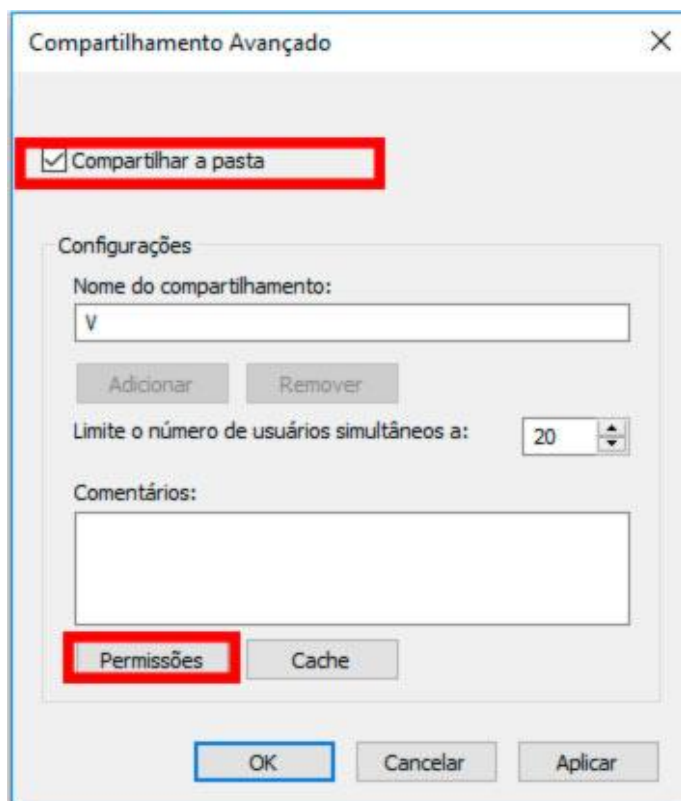 Compartilhamento Avançado
Compartilhar a pasta
Configurações
Nome do compartilhamento:
V
Adicionar Remover
Limite o número de usuários simultâneos a: 20
Comentários:
Permissões Cache
OK Cancelar Aplicar